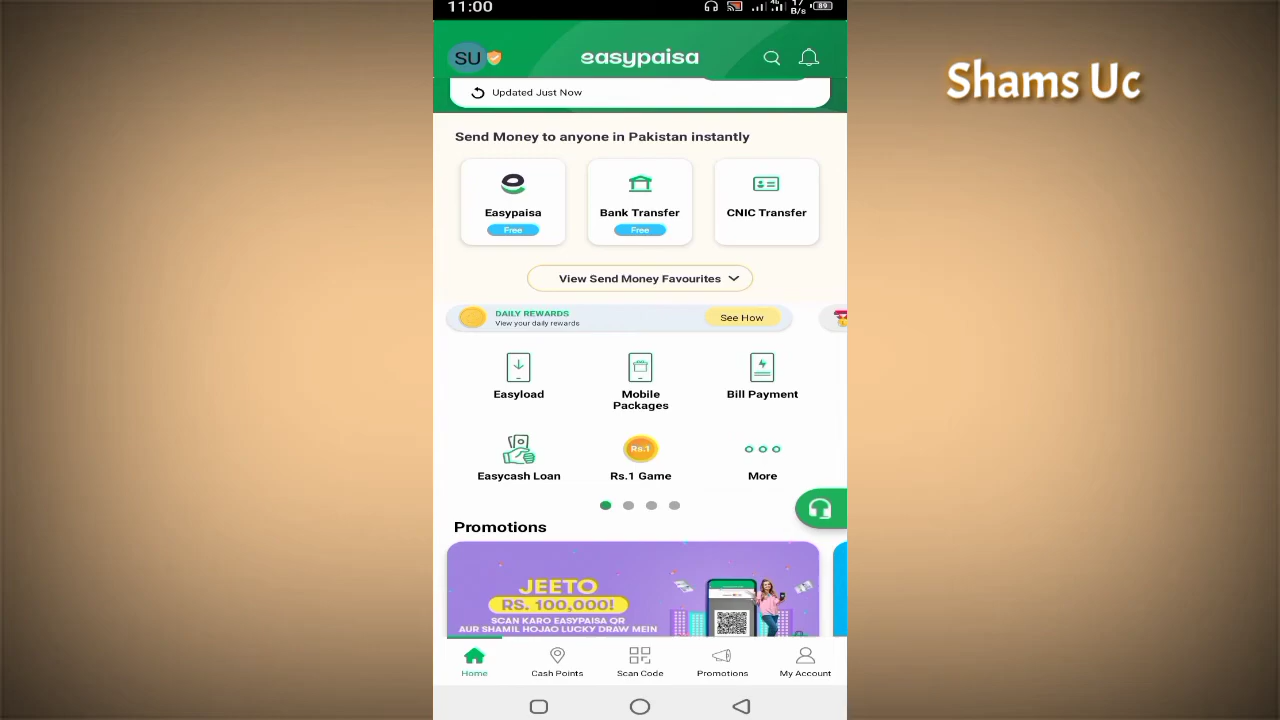 11:00
17
4G
B/s
89
Shams Uc
SU
easypaisa
Updated Just Now
Send Money to anyone in Pakistan instantly
Easypaisa
Free
Bank Transfer
Free
CNIC Transfer
View Send Money Favourites
DAILY REWARDS
View your daily rewards
See How
Easyload
Mobile
Packages
Bill Payment
Easycash Loan
Rs.1
Rs.1 Game
More
Promotions
JEETO
RS. 100,000!
SCAN KARO EASYPAISA QR
AUR SHAMIL HOJAO LUCKY DRAW MEIN
Home
Cash Points
Scan Code
Promotions
My Account